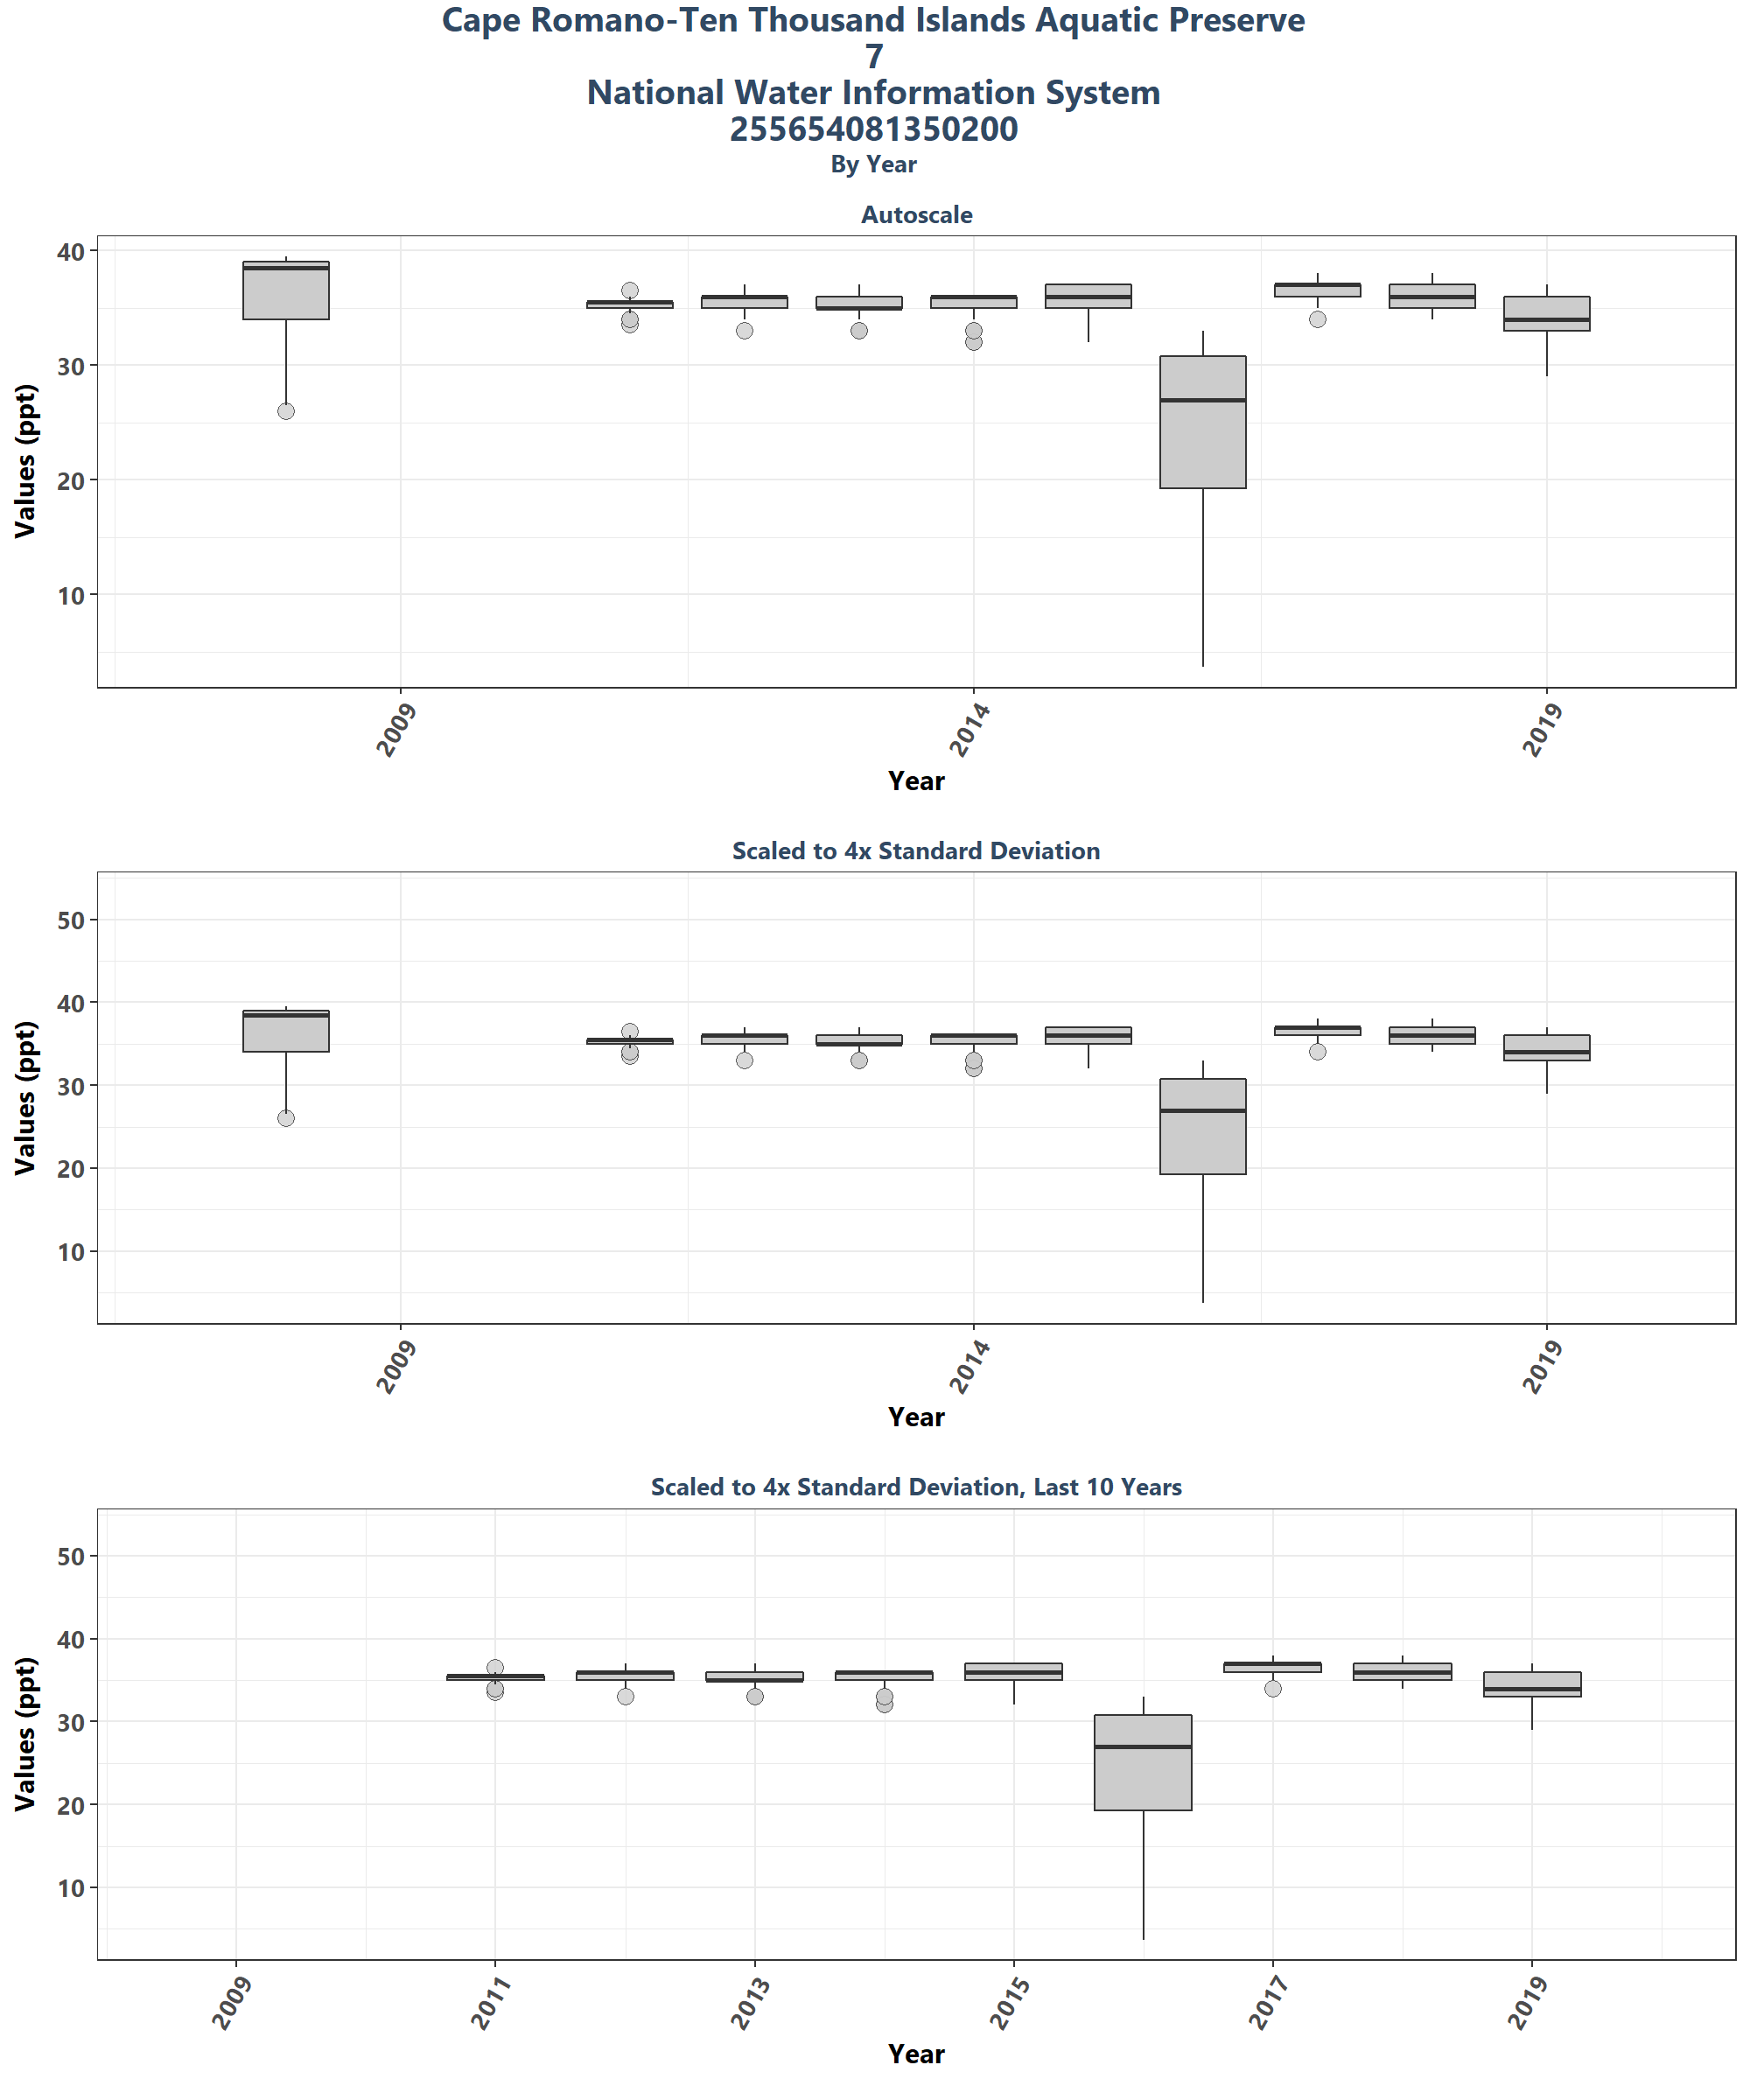 Cape Romano-Ten Thousand Islands Aquatic Preserve
7
National Water Information System
255654081350200
By Year
Autoscale
Values (ppt)
40
30
20
10
2009
2014
2019
Year
Scaled to 4x Standard Deviation
Values (ppt)
50
40
30
20
10
2009
2014
2019
Year
Scaled to 4x Standard Deviation, Last 10 Years
Values (ppt)
50
40
30
20
10
2009
2011
2013
2015
2017
2019
Year